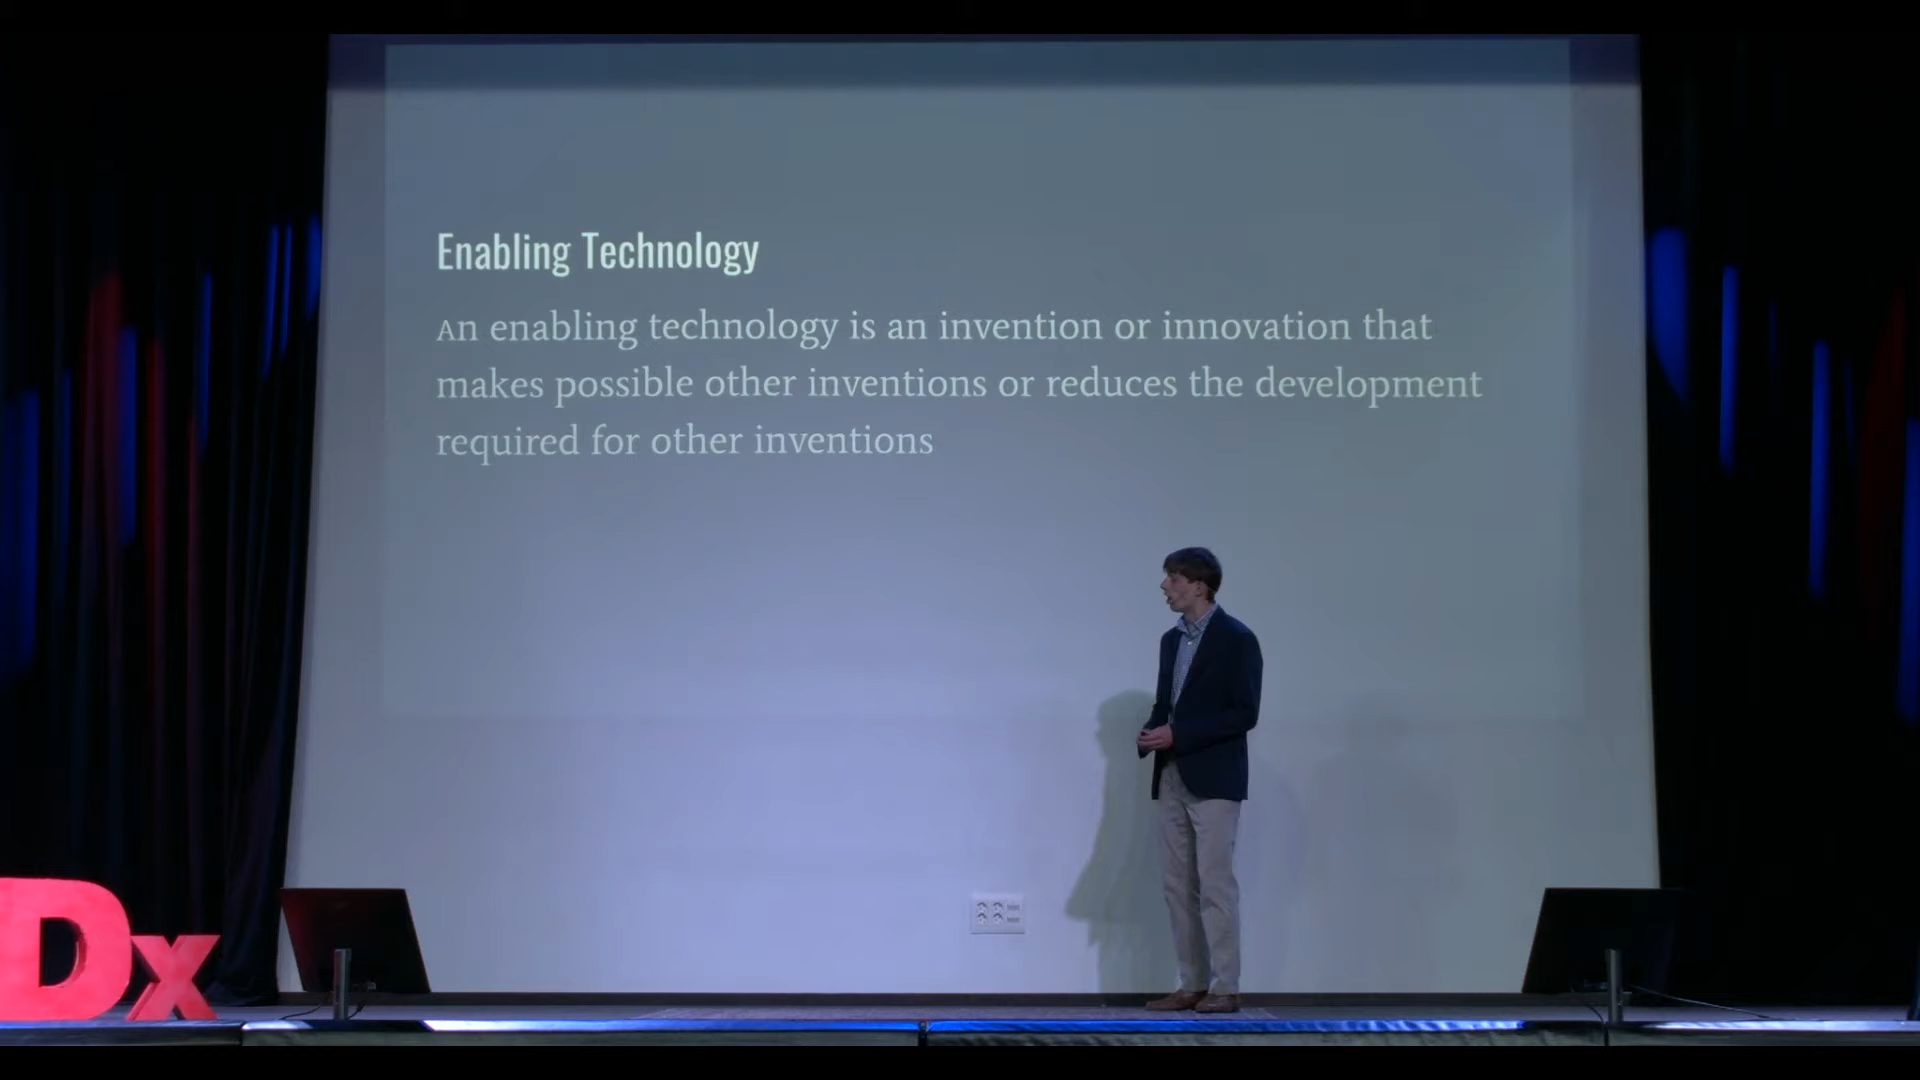 Enabling Technology
An enabling technology is an invention or innovation that
makes possible other inventions or reduces the development
required for other inventions
Dx